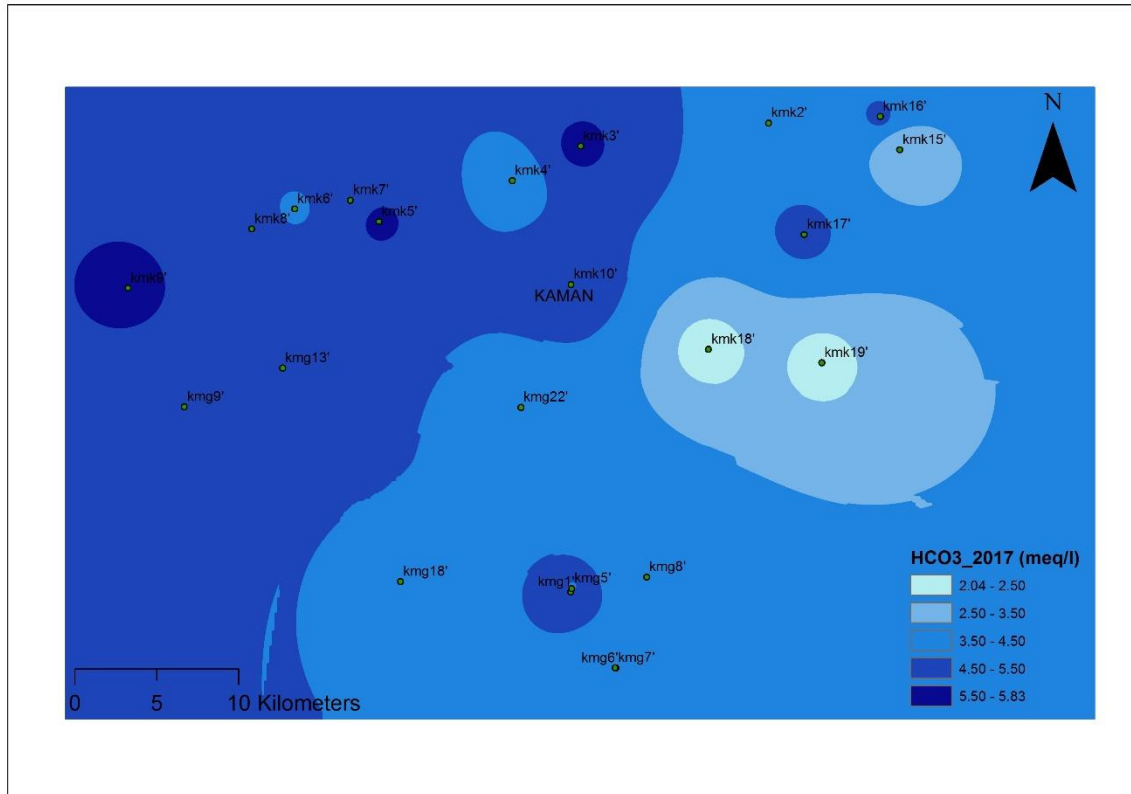 N
kmk16'
kmk2'
kmk3'
kmk15'
kmk4'
kmk7'
kmk6'
kmk5'
kmk8'
kmk17'
kmk9'
kmk10'
KAMAN
kmk18'
kmk19'
kmg13'
kmg9'
kmg22'
kmg18'
kmg1' kmg5'
kmg8'
kmg6' kmg7'
HCO3_2017 (meq/l)
2.04 - 2.50
2.50 - 3.50
3.50 - 4.50
4.50 - 5.50
5.50 - 5.83
0 5 10 Kilometers